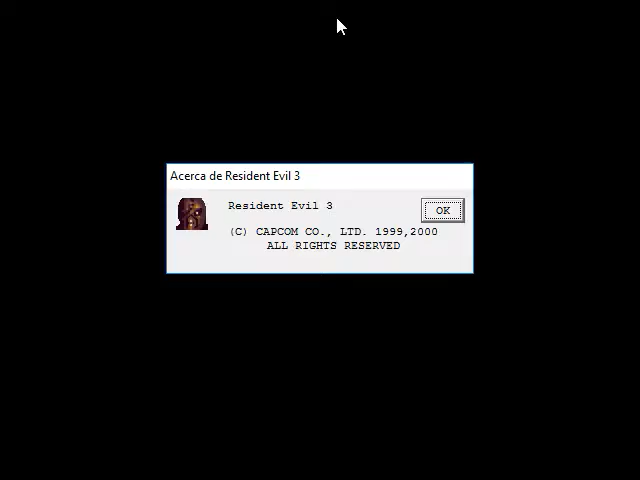 Acerca de Resident Evil 3
Resident Evil 3
OK
(C) CAPCOM CO., LTD. 1999,2000
ALL RIGHTS RESERVED